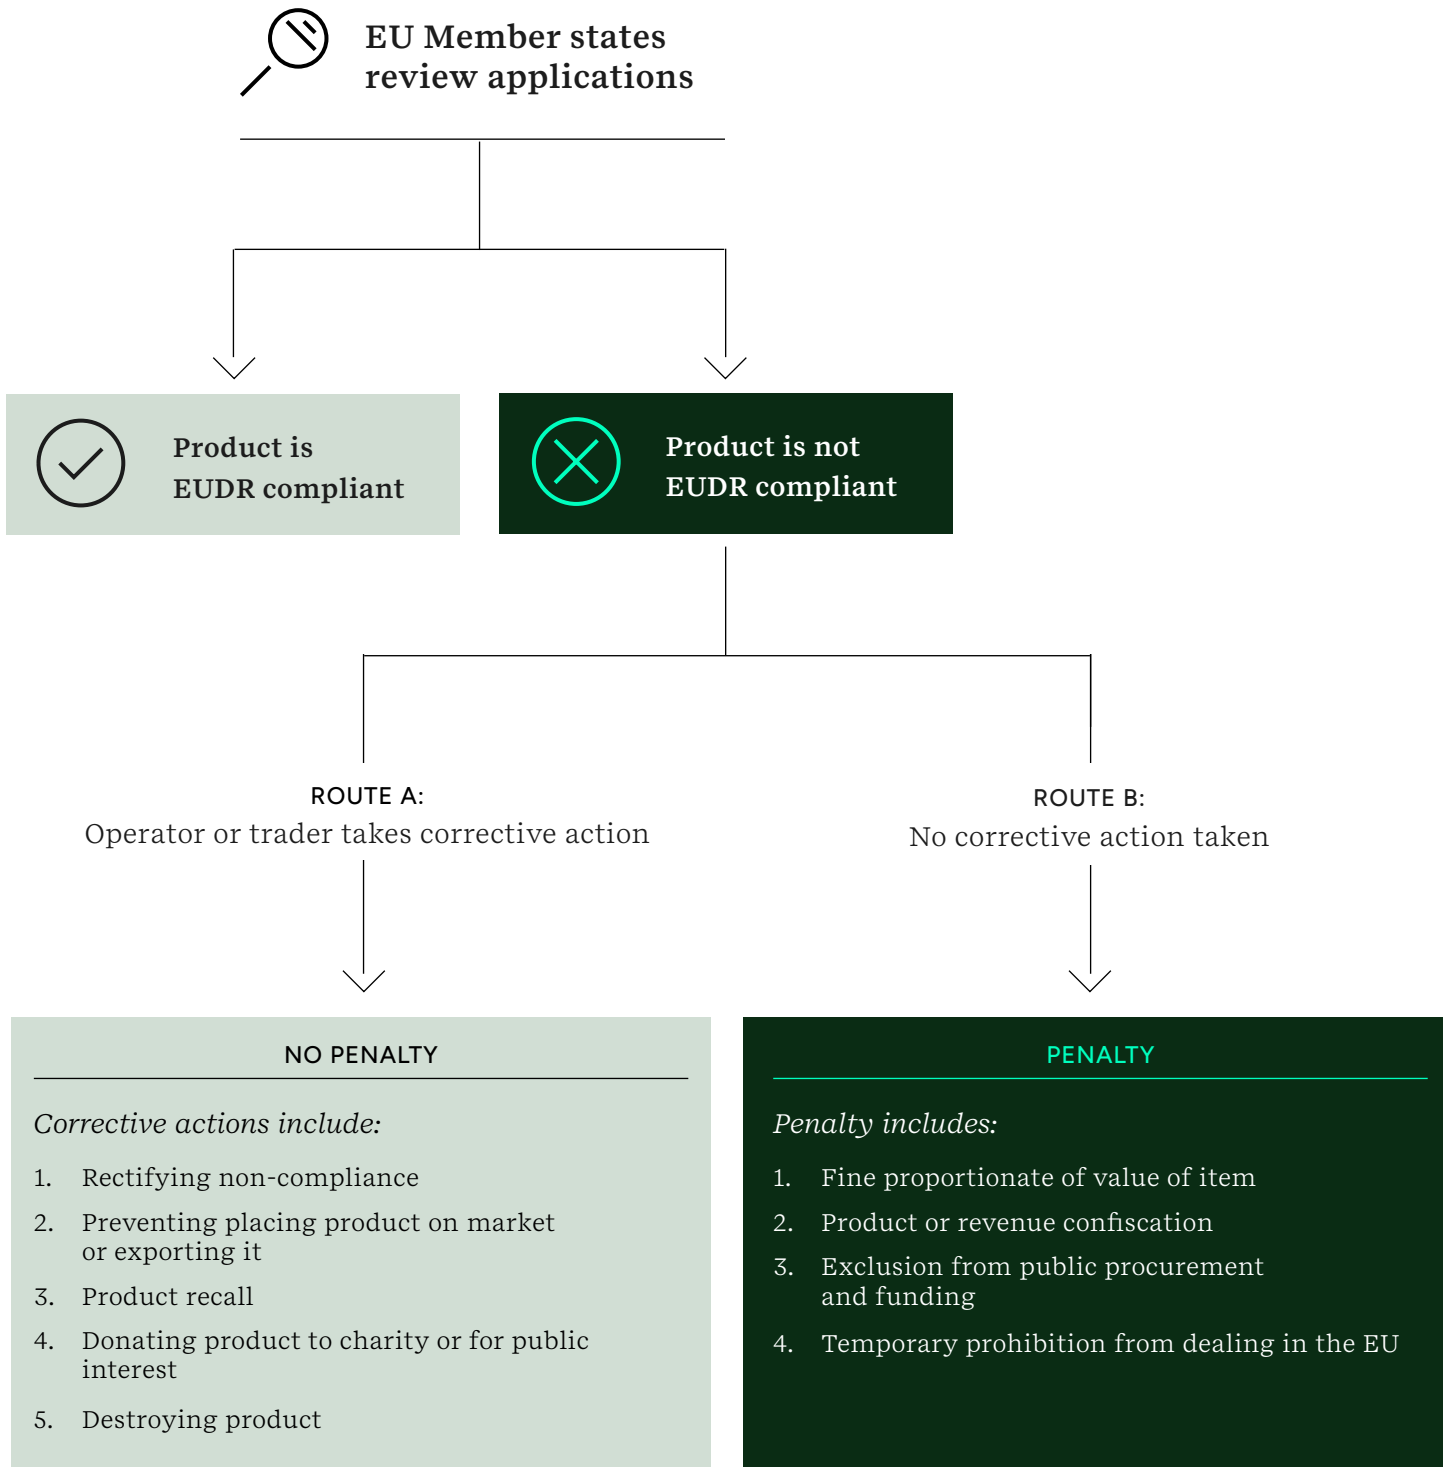 EU Member states
review applications
Product is
EUDR compliant
Product is not
EUDR compliant
ROUTE A:
Operator or trader takes corrective action
ROUTE B:
No corrective action taken
NO PENALTY
Corrective actions include:
1. Rectifying non-compliance
2. Preventing placing product on market
or exporting it
3. Product recall
4. Donating product to charity or for public
interest
5. Destroying product
PENALTY
Penalty includes:
1. Fine proportionate of value of item
2. Product or revenue confiscation
3. Exclusion from public procurement
and funding
4. Temporary prohibition from dealing in the EU